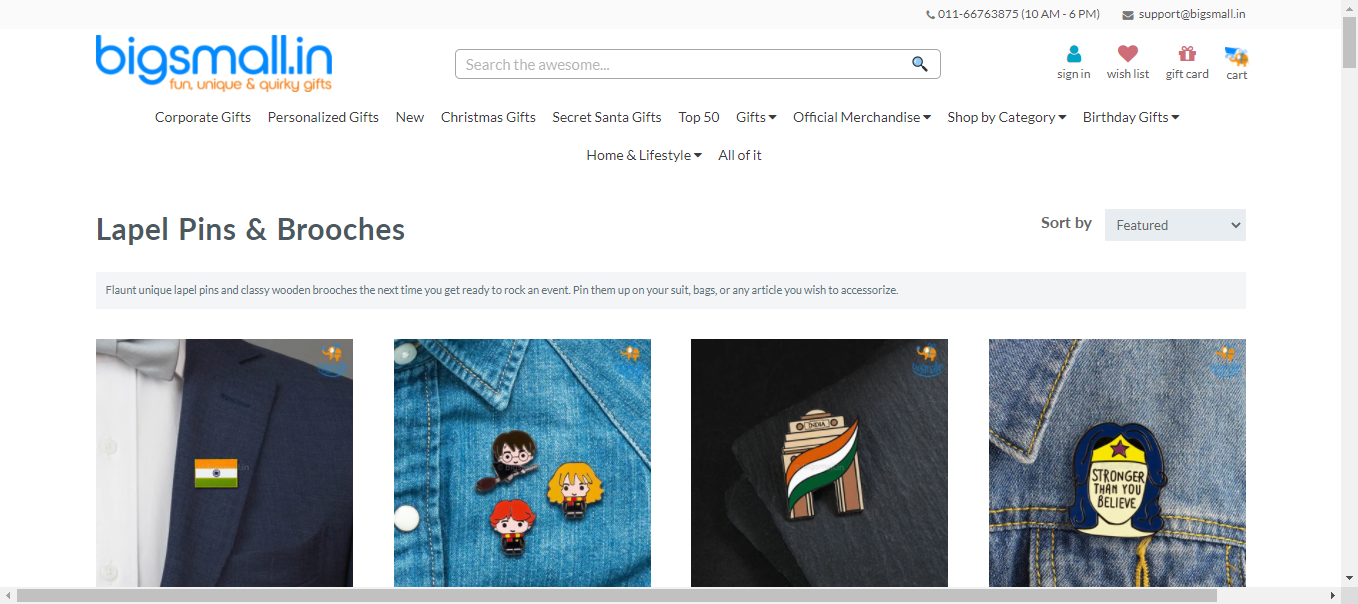 011-66763875 (10 AM - 6 PM) support@bigsmall.in
bigsmall.in
fun, unique & quirky gifts
Search the awesome...
sign in wish list gift card cart
Corporate Gifts Personalized Gifts New Christmas Gifts Secret Santa Gifts Top 50 Gifts Official Merchandise Shop by Category Birthday Gifts
Home & Lifestyle All of it
Lapel Pins & Brooches
Sort by Featured
Flaunt unique lapel pins and classy wooden brooches the next time you get ready to rock an event. Pin them up on your suit, bags, or any article you wish to accessorize.
INDIA
STRONGER
THAN YOU
BELIEVE